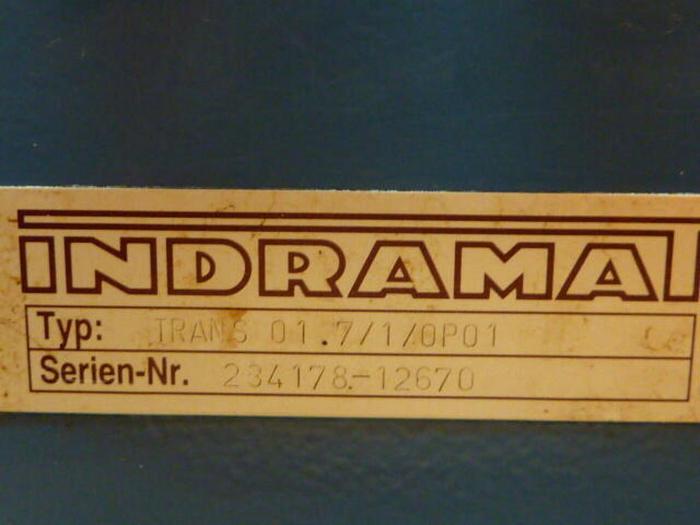 INDRAMAT
Typ: TRANS 01.7/1/0P01
Serien-Nr. 234178-12670